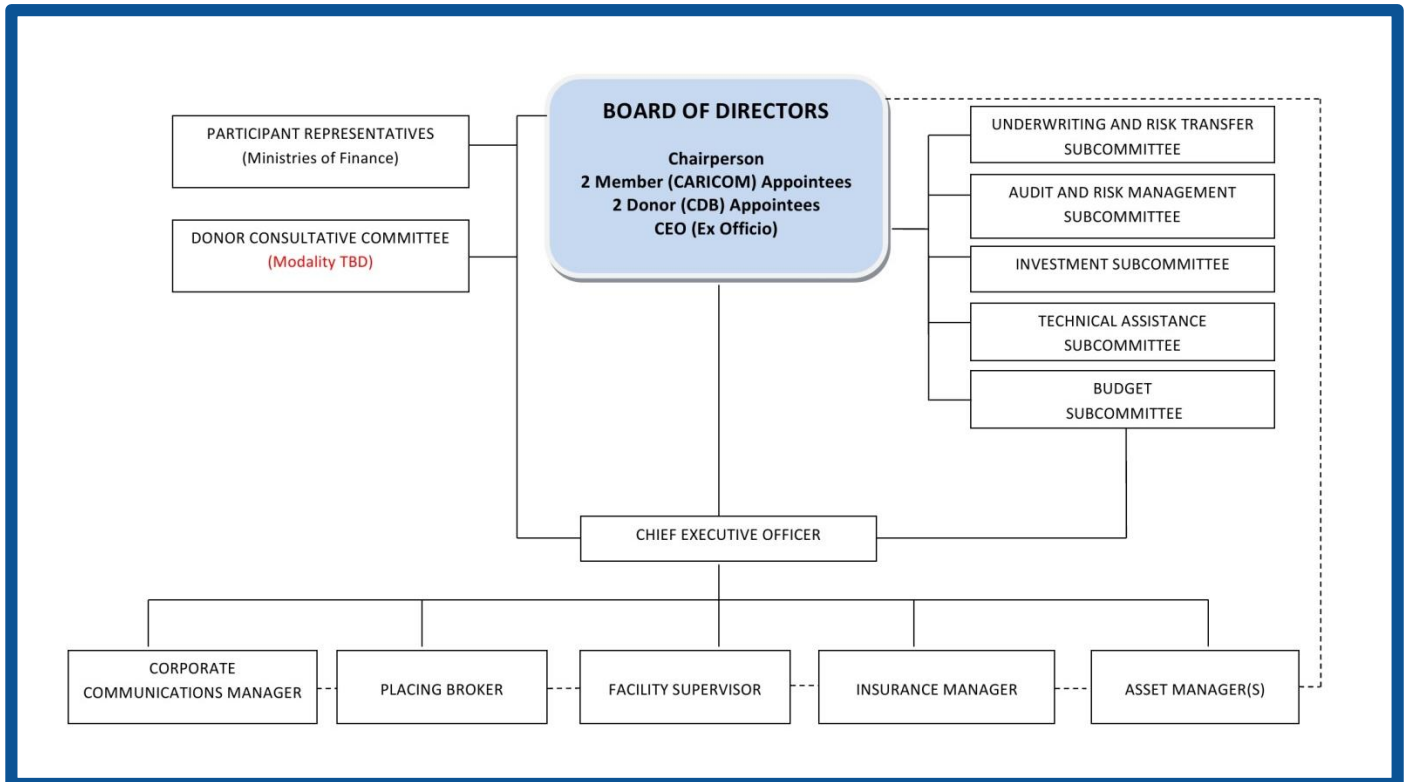 BOARD OF DIRECTORS
Chairperson
2 Member (CARICOM) Appointees
2 Donor (CDB) Appointees
CEO (Ex Officio)
PARTICIPANT REPRESENTATIVES
(Ministries of Finance)
DONOR CONSULTATIVE COMMITTEE
(Modality TBD)
UNDERWRITING AND RISK TRANSFER
SUBCOMMITTEE
AUDIT AND RISK MANAGEMENT
SUBCOMMITTEE
INVESTMENT SUBCOMMITTEE
TECHNICAL ASSISTANCE
SUBCOMMITTEE
BUDGET
SUBCOMMITTEE
CHIEF EXECUTIVE OFFICER
CORPORATE
COMMUNICATIONS MANAGER
PLACING BROKER
FACILITY SUPERVISOR
INSURANCE MANAGER
ASSET MANAGER(S)